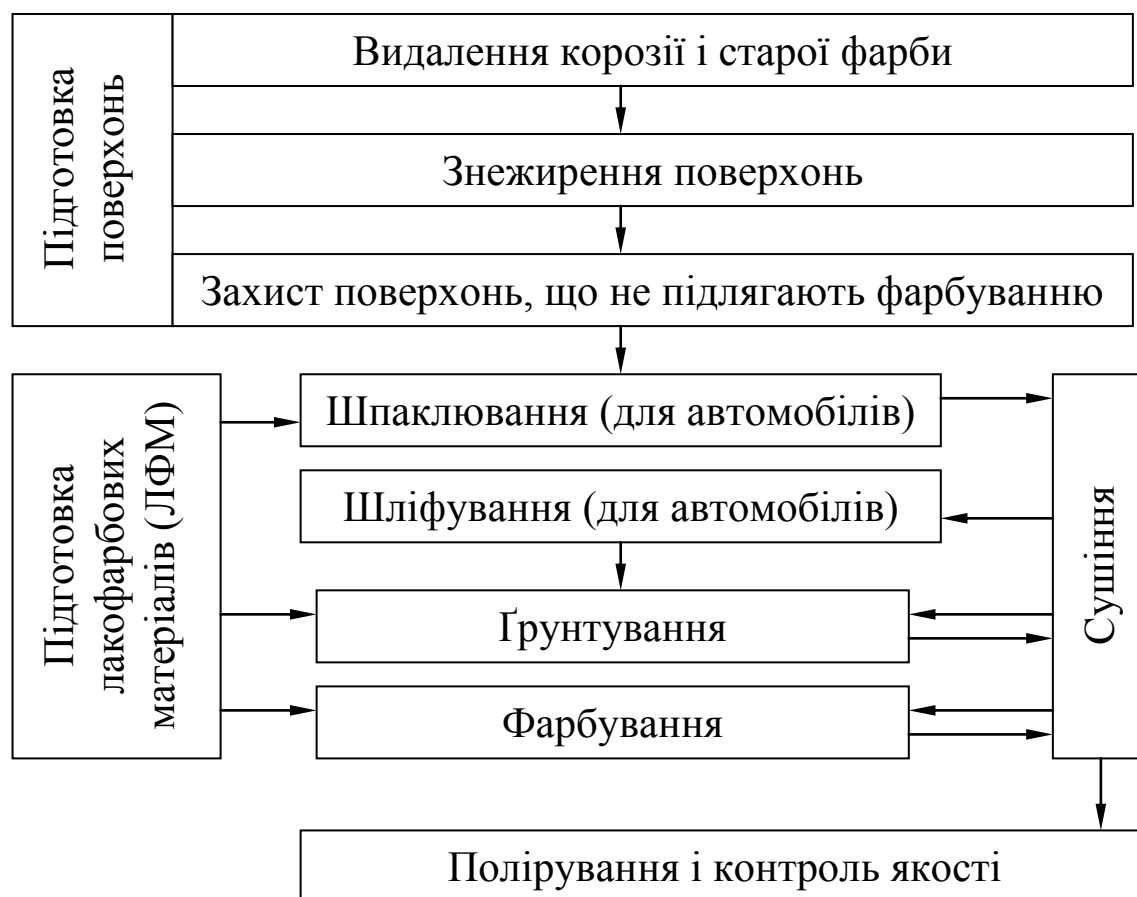 Підготовка
поверхонь
Видалення корозії і старої фарби
Знежирення поверхонь
Захист поверхонь, що не підлягають фарбуванню
Підготовка
лакофарбових
матеріалів (ЛФМ)
Шпаклювання (для автомобілів)
Шліфування (для автомобілів)
Ґрунтування
Фарбування
Сушіння
Полірування і контроль якості